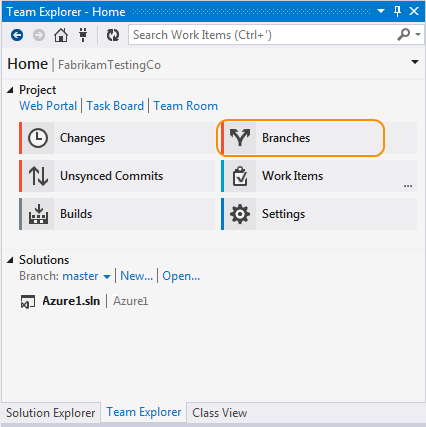 Team Explorer - Home
Search Work Items (Ctrl+')
Home | FabrikamTestingCo
Project
Web Portal | Task Board | Team Room
Changes
Branches
Unsynced Commits
Work Items
...
Builds
Settings
Solutions
Branch: master | New... | Open...
Azure1.sln | Azure1
Solution Explorer Team Explorer Class View